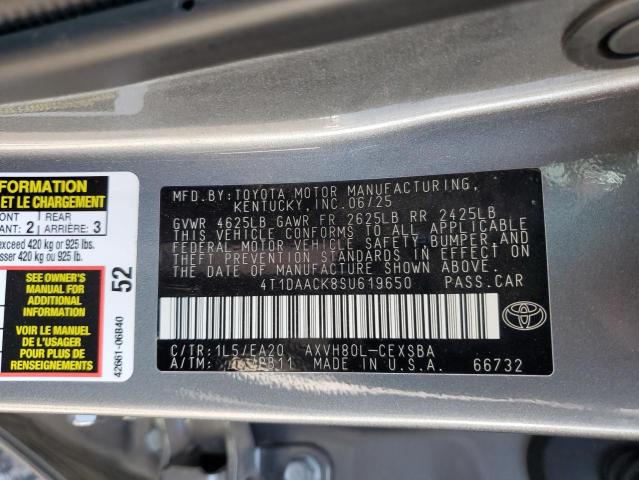 FORMATION
ET LE CHARGEMENT
ONT
ANT: 2
REAR
ARRIÈRE: 3
exceed 420 kg or 925 lbs.
ser 420 kg ou 925 lb.
SEE OWNER'S
MANUAL FOR
ADDITIONAL
INFORMATION
VOIR LE MANUEL
DE
PLUS DE
RENSEIGNEMENTS
52
42661-06B40
MFD.BY:TOYOTA MOTOR MANUFACTURING,
KENTUCKY, INC.06/25
GVWR 4625LB GAWR FR 2625LB RR 2425LB
THIS VEHICLE CONFORMS TO ALL APPLICABLE
FEDERAL MOTOR VEHICLE SAFETY,BUMPER,AND
THEFT PREVENTION STANDARDS IN EFFECT ON
THE DATE OF MANUFACTURE SHOWN ABOVE.
4T1DAACK8SU619650 PASS.CAR
C/TR:1L5/EA20 AXVH80L-CEXSBA
A/TM: MADE IN U.S.A. 66732
TOYOTA